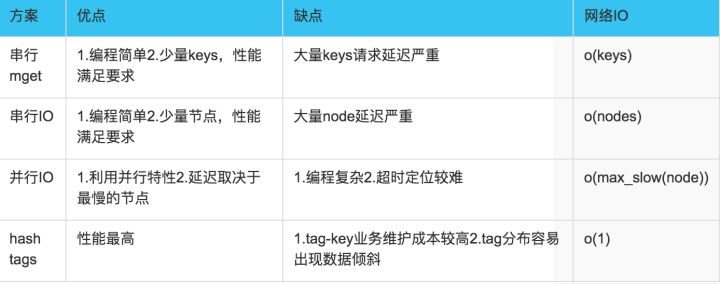 方案 优点 缺点 网络IO
串行 1.编程简单2.少量keys，性能 大量keys请求延迟严重 o(keys)
mget 满足要求
串行IO 1.编程简单2.少量节点，性能 大量node延迟严重 o(nodes)
满足要求
并行IO 1.利用并行特性2.延迟取决于 1.编程复杂2.超时定位较难 o(max_slow(node))
最慢的节点
hash 性能最高 1.tag-key业务维护成本较高2.tag分布容易 o(1)
tags 出现数据倾斜